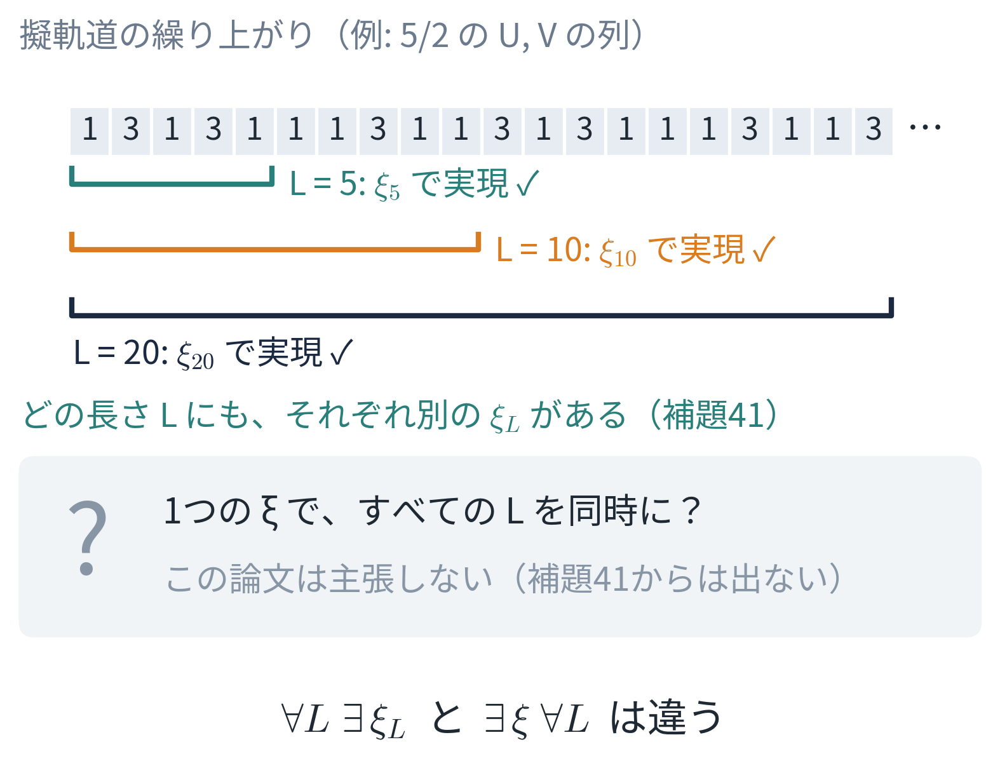 擬軌道の繰り上がり（例: 5/2 の U, V の列）
1 3 1 3 1 1 1 3 1 1 3 1 3 1 1 1 3 1 1 3 …
L = 5: ξ₅ で実現 ✓
L = 10: ξ₁₀ で実現 ✓
L = 20: ξ₂₀ で実現 ✓
どの長さ L にも、それぞれ別の ξ_L がある（補題41）
?
1つの ξ で、すべての L を同時に？
この論文は主張しない（補題41からは出ない）
∀L ∃ξ_L と ∃ξ ∀L は違う